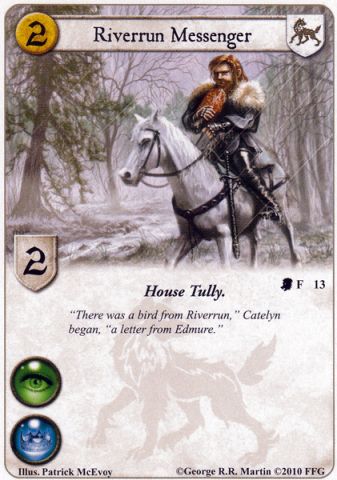 2
Riverrun Messenger
2
F 13
House Tully.
“There was a bird from Riverrun,” Catelyn
began, “a letter from Edmure.”
Illus. Patrick McEvoy
©George R.R. Martin ©2010 FFG